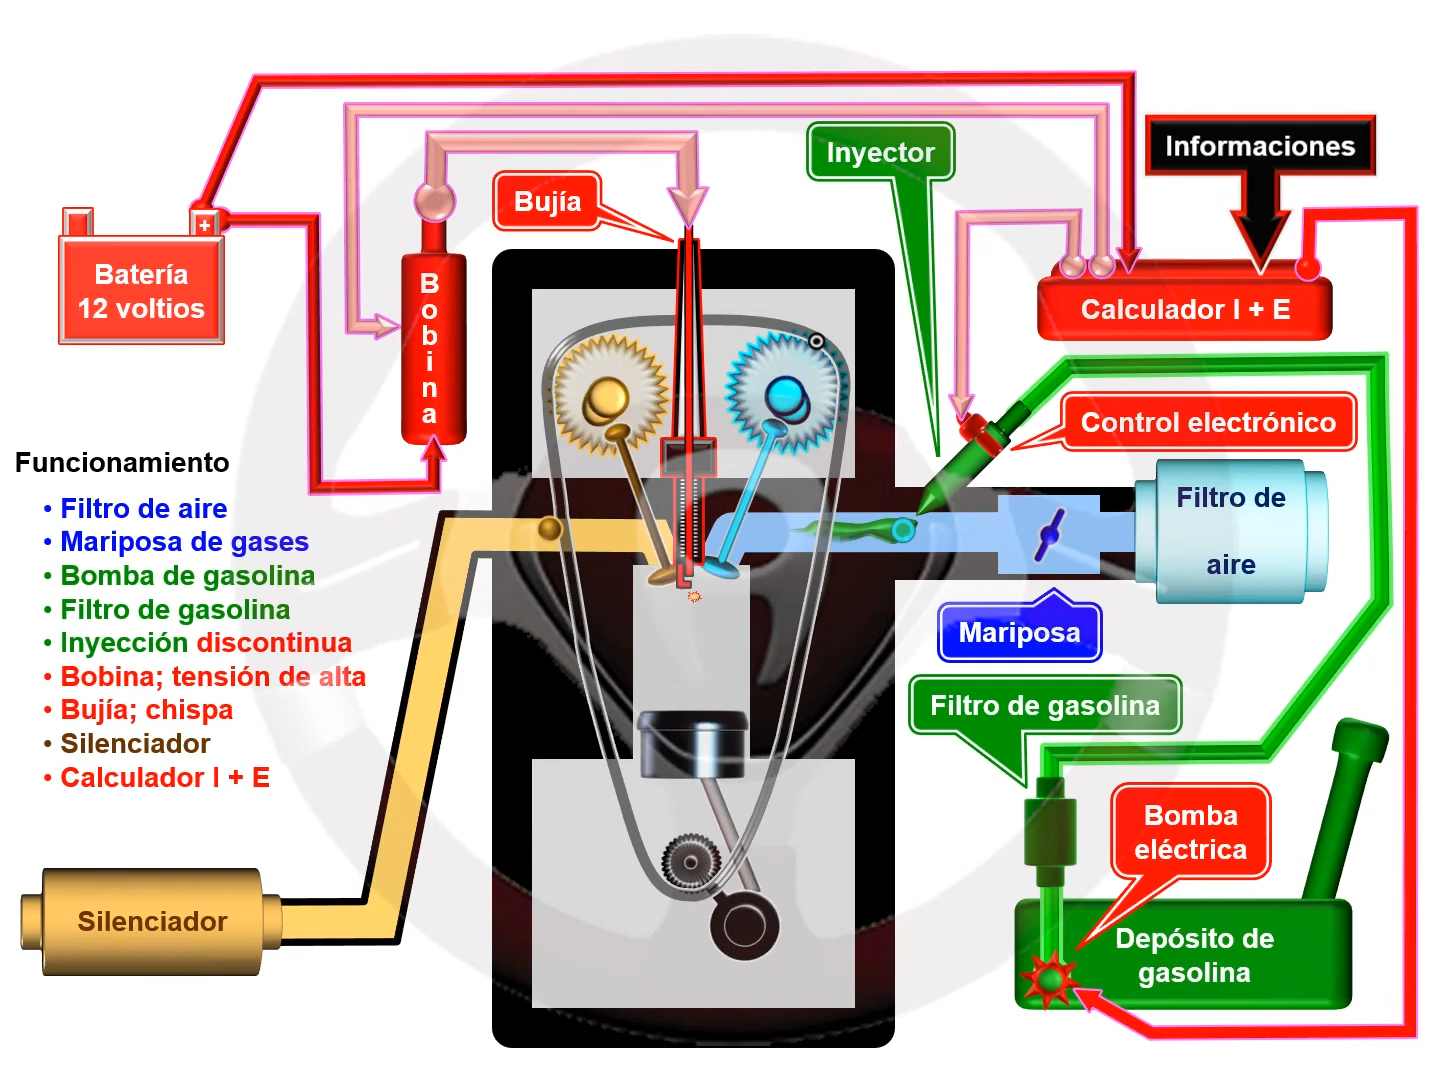 Informaciones
Inyector
Bujía
+
Batería
12 voltios
Bobina
Calculador I + E
Control electrónico
Funcionamiento
• Filtro de aire
• Mariposa de gases
• Bomba de gasolina
• Filtro de gasolina
• Inyección discontinua
• Bobina; tensión de alta
• Bujía; chispa
• Silenciador
• Calculador I + E
Filtro de
aire
Mariposa
Filtro de gasolina
Bomba
eléctrica
Silenciador
Depósito de
gasolina